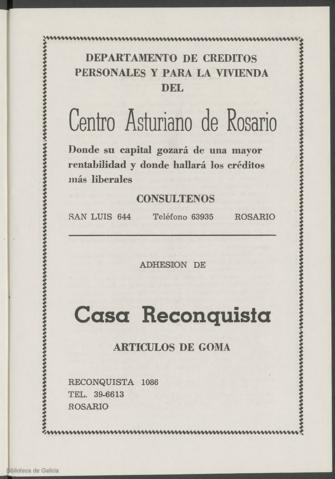 DEPARTAMENTO DE CREDITOS
PERSONALES Y PARA LA VIVIENDA
DEL
Centro Asturiano de Rosario
Donde su capital gozará de una mayor
rentabilidad y donde hallará los créditos
más liberales
CONSULTENOS
SAN LUIS 644 Teléfono 63935 ROSARIO
ADHESION DE
Casa Reconquista
ARTICULOS DE GOMA
RECONQUISTA 1086
TEL. 39-6613
ROSARIO
Biblioteca de Galicia